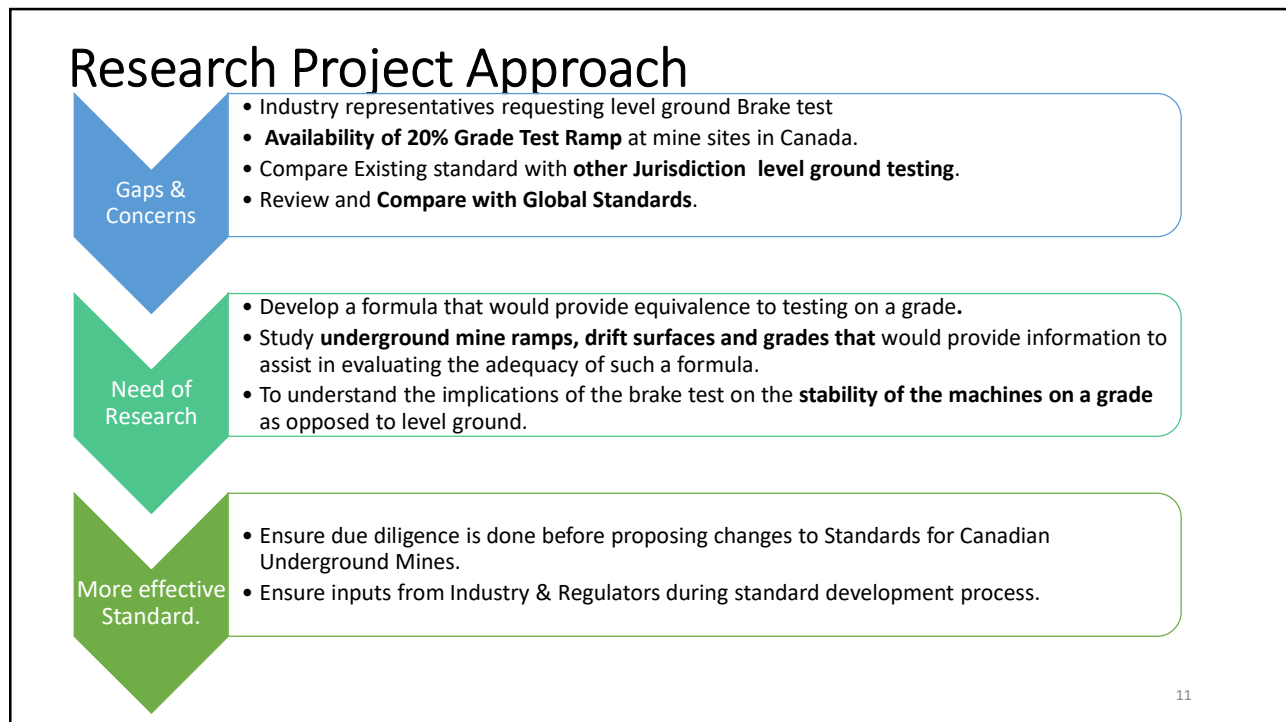 Research Project Approach
Gaps &
Concerns
• Industry representatives requesting level ground Brake test
• Availability of 20% Grade Test Ramp at mine sites in Canada.
• Compare Existing standard with other Jurisdiction level ground testing.
• Review and Compare with Global Standards.
Need of
Research
• Develop a formula that would provide equivalence to testing on a grade.
• Study underground mine ramps, drift surfaces and grades that would provide information to
assist in evaluating the adequacy of such a formula.
• To understand the implications of the brake test on the stability of the machines on a grade
as opposed to level ground.
More effective
Standard.
• Ensure due diligence is done before proposing changes to Standards for Canadian
Underground Mines.
• Ensure inputs from Industry & Regulators during standard development process.
11